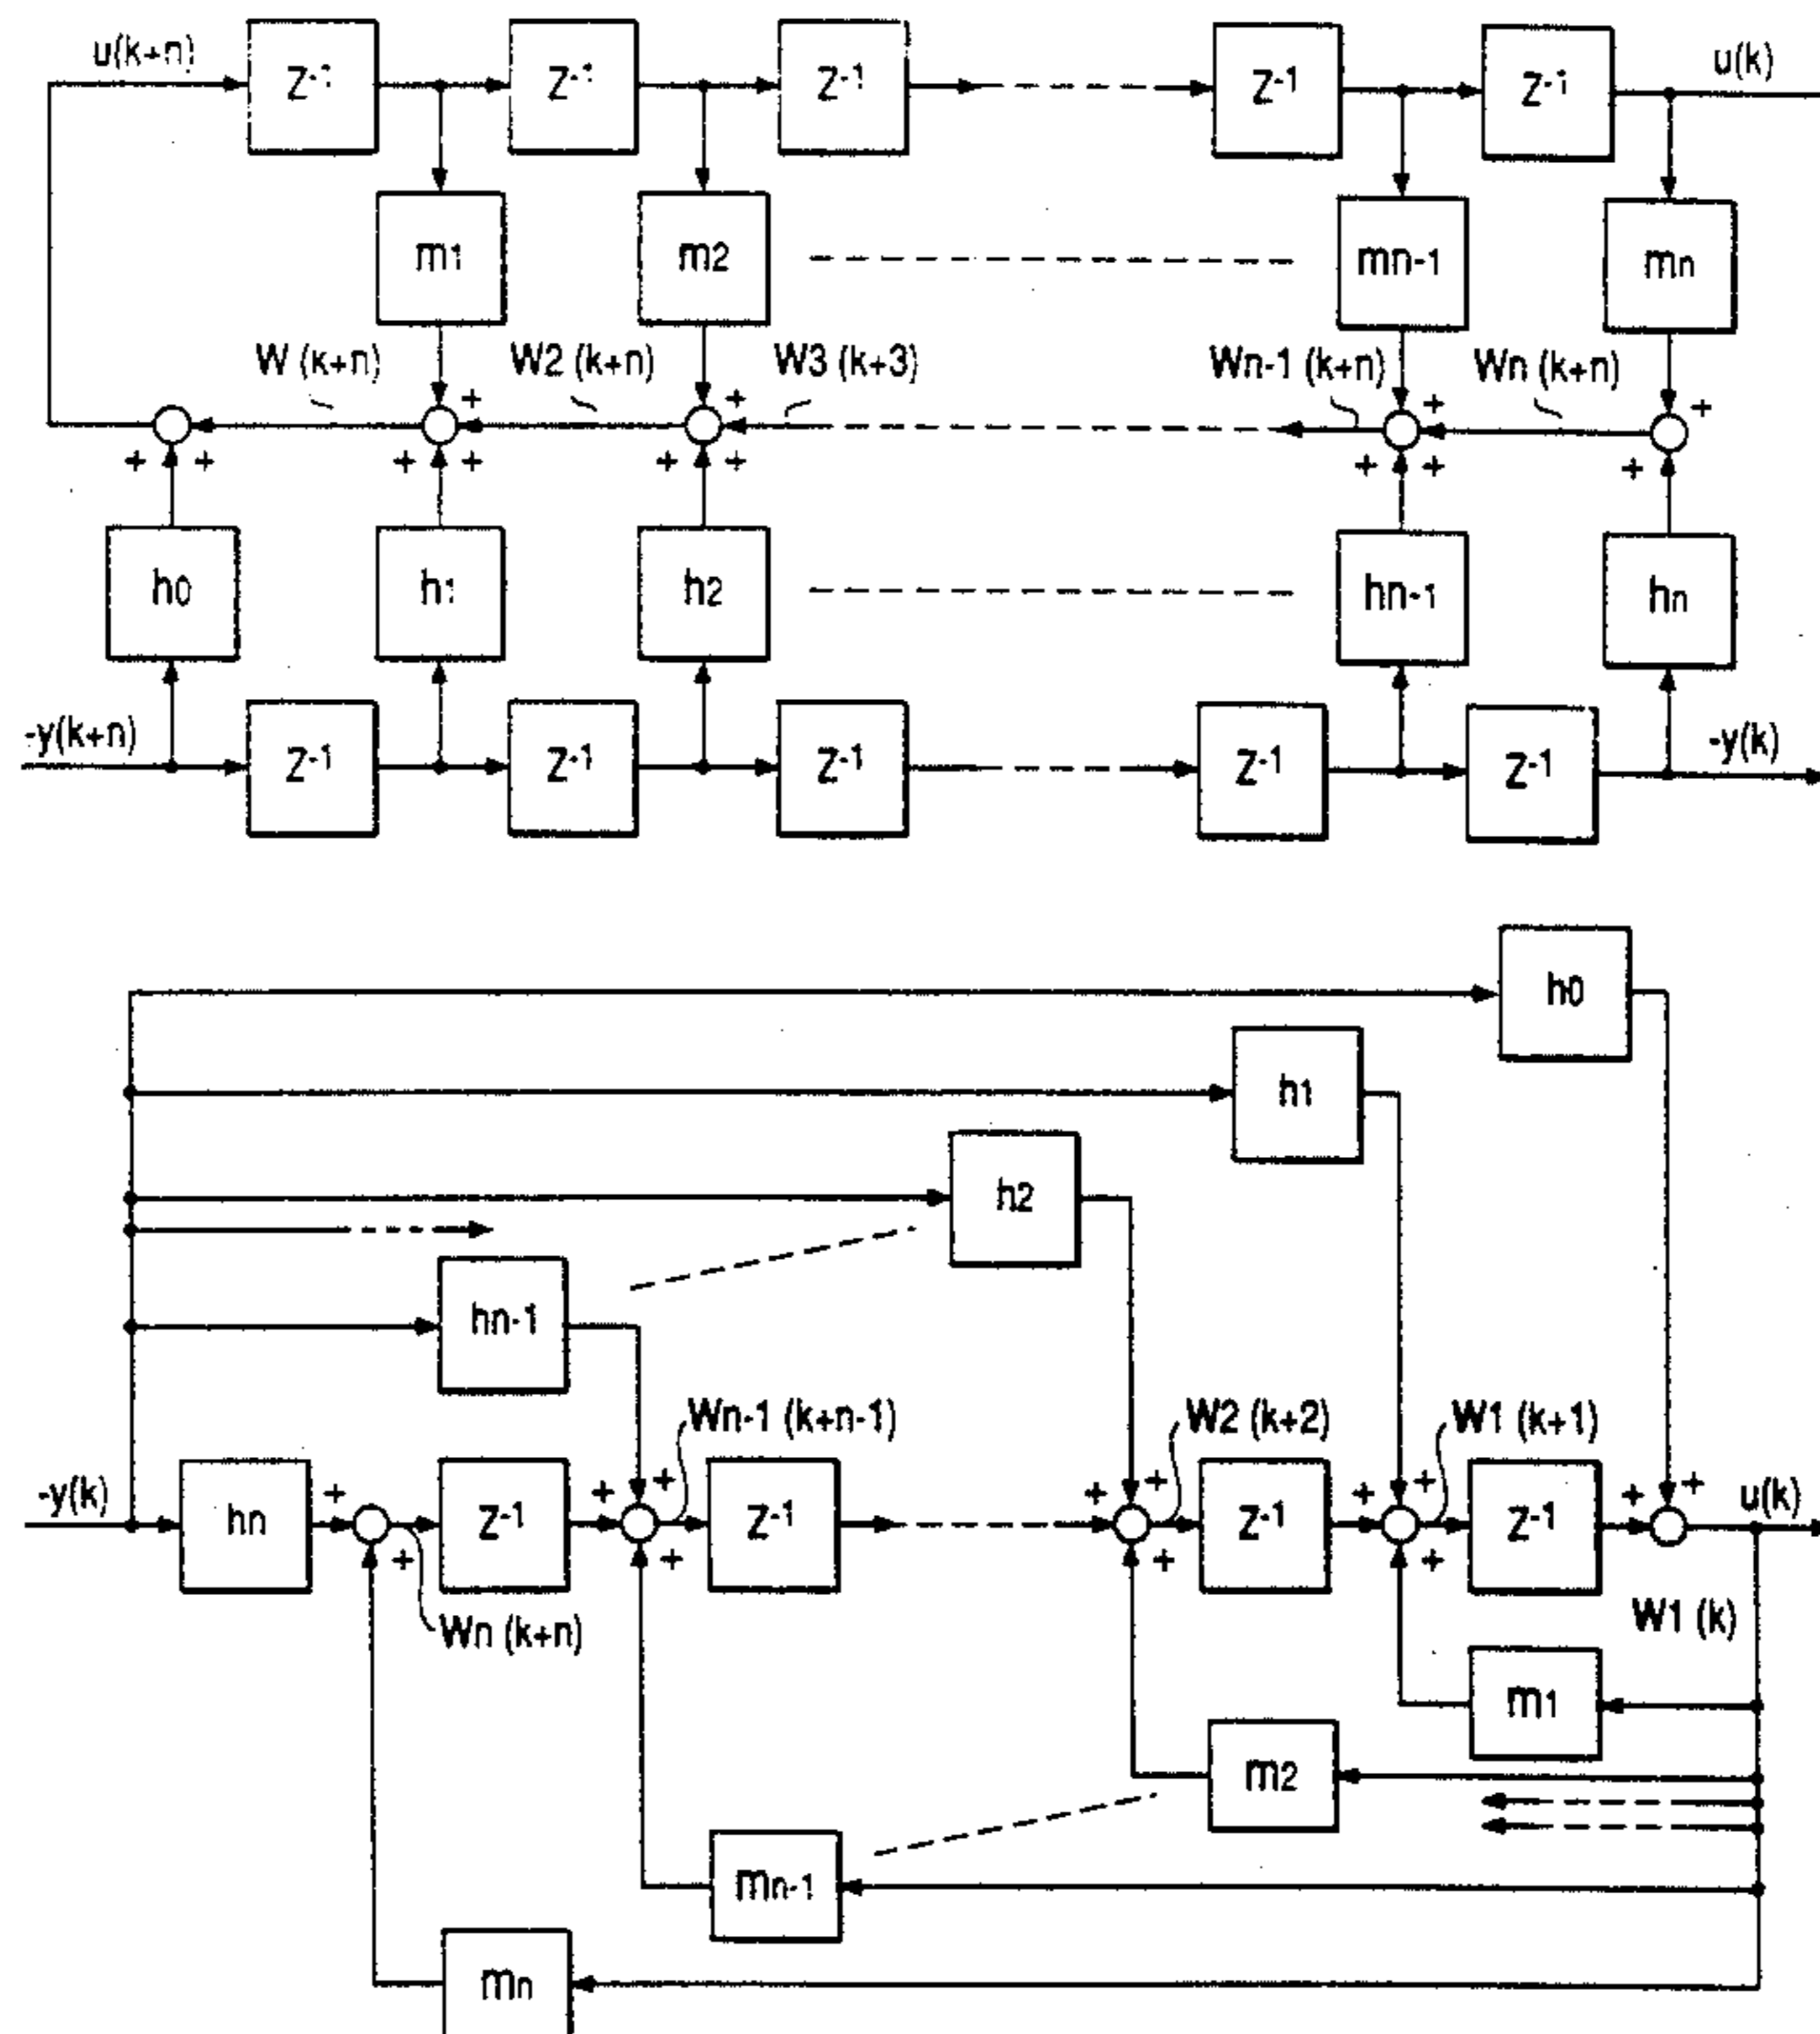 u(k+n) Z-1 Z-1 Z-1 Z-1 Z-1 u(k)
m1 m2 mn-1 mn
W (k+n) W2 (k+n) W3 (k+3) Wn-1 (k+n) Wn (k+n)
+ + + +
+ + + + + + + + +
h0 h1 h2 hn-1 hn
-y(k+n) Z-1 Z-1 Z-1 Z-1 Z-1 -y(k)
h0
h1
h2
hn-1
Wn-1 (k+n-1) W2 (k+2) W1 (k+1)
+ + + + + + + + +
-y(k) hn Z-1 Z-1 Z-1 Z-1 u(k)
+ + + +
Wn (k+n) W1 (k)
m1
m2
mn-1
mn